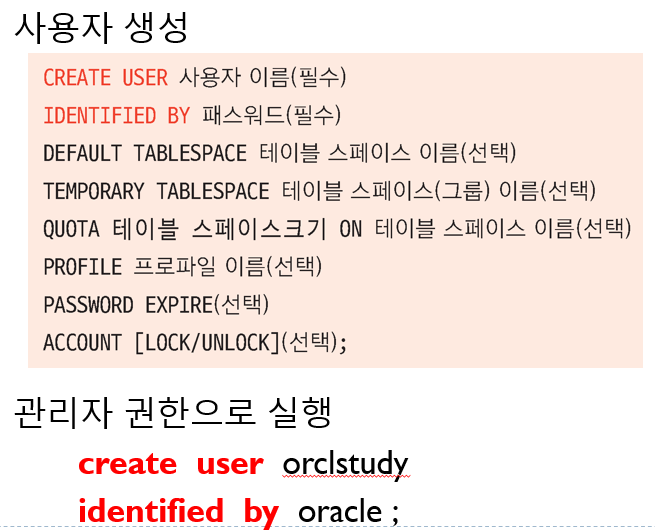 사용자 생성
CREATE USER 사용자 이름(필수)
IDENTIFIED BY 패스워드(필수)
DEFAULT TABLESPACE 테이블 스페이스 이름(선택)
TEMPORARY TABLESPACE 테이블 스페이스(그룹) 이름(선택)
QUOTA 테이블 스페이스크기 ON 테이블 스페이스 이름(선택)
PROFILE 프로파일 이름(선택)
PASSWORD EXPIRE(선택)
ACCOUNT [LOCK/UNLOCK](선택);
관리자 권한으로 실행
create user orclstudy
identified by oracle ;